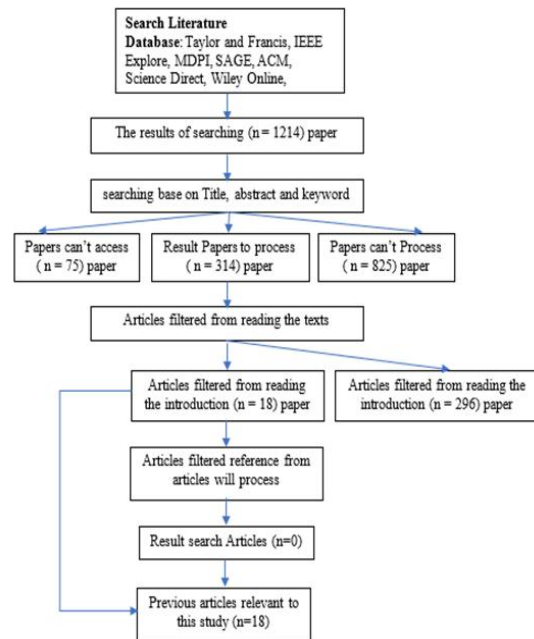 Search Literature
Database: Taylor and Francis, IEEE
Explore, MDPI, SAGE, ACM,
Science Direct, Wiley Online,
The results of searching (n = 1214) paper
searching base on Title, abstract and keyword
Papers can't access
( n = 75) paper
Result Papers to process
( n = 314) paper
Papers can't Process
( n = 825) paper
Articles filtered from reading the texts
Articles filtered from reading
the introduction (n = 18) paper
Articles filtered from reading the
introduction (n = 296) paper
Articles filtered reference from
articles will process
Result search Articles (n=0)
Previous articles relevant to
this study (n=18)